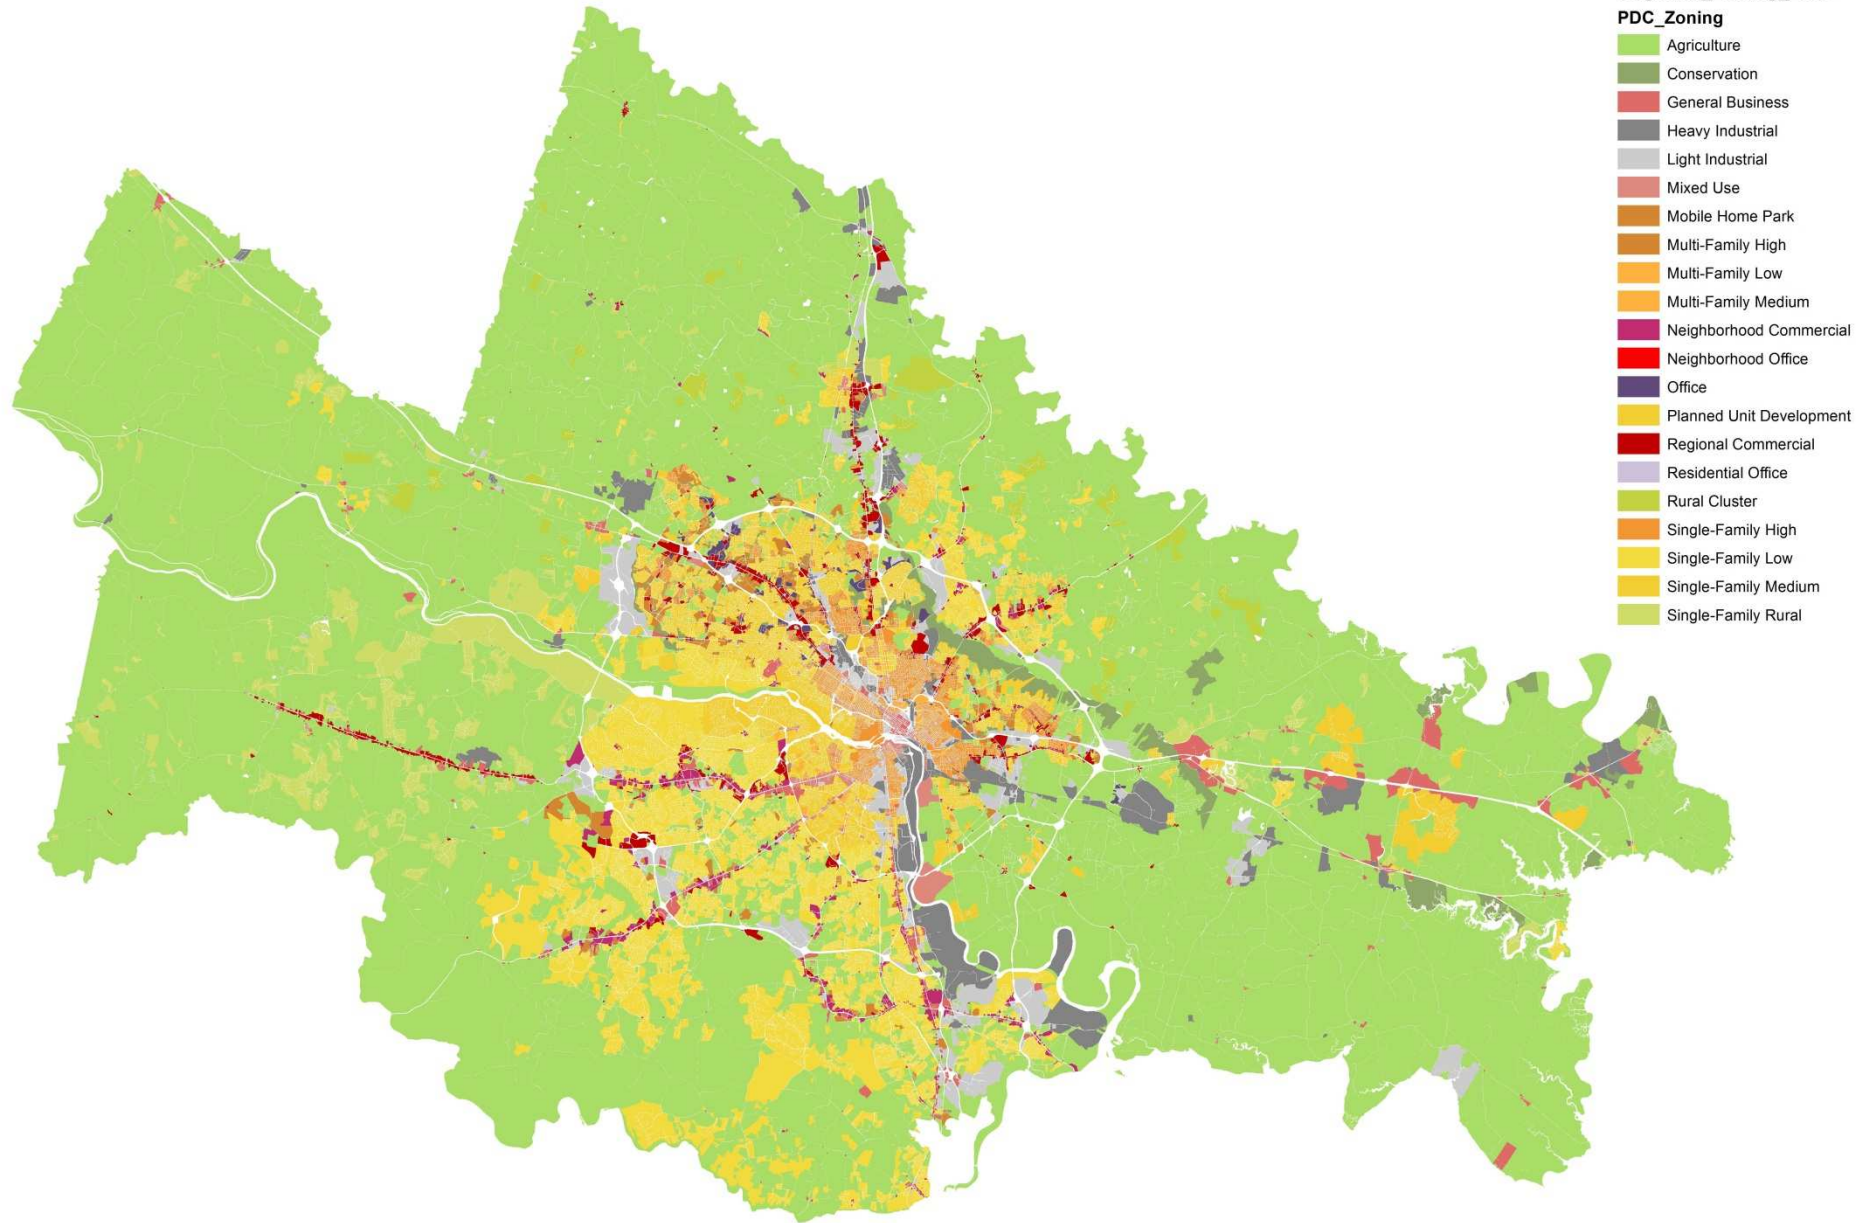 PDC_Zoning
Agriculture
Conservation
General Business
Heavy Industrial
Light Industrial
Mixed Use
Mobile Home Park
Multi-Family High
Multi-Family Low
Multi-Family Medium
Neighborhood Commercial
Neighborhood Office
Office
Planned Unit Development
Regional Commercial
Residential Office
Rural Cluster
Single-Family High
Single-Family Low
Single-Family Medium
Single-Family Rural